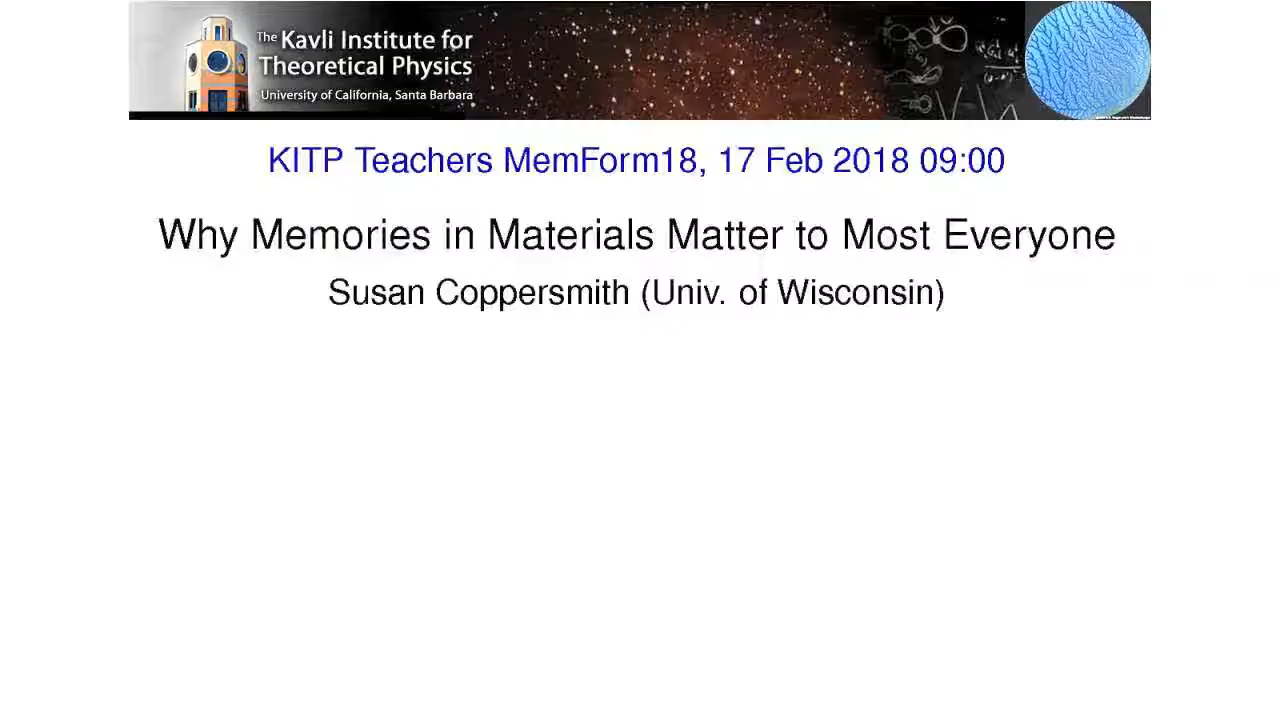 The Kavli Institute for
Theoretical Physics
University of California, Santa Barbara
KITP Teachers MemForm18, 17 Feb 2018 09:00
Why Memories in Materials Matter to Most Everyone
Susan Coppersmith (Univ. of Wisconsin)